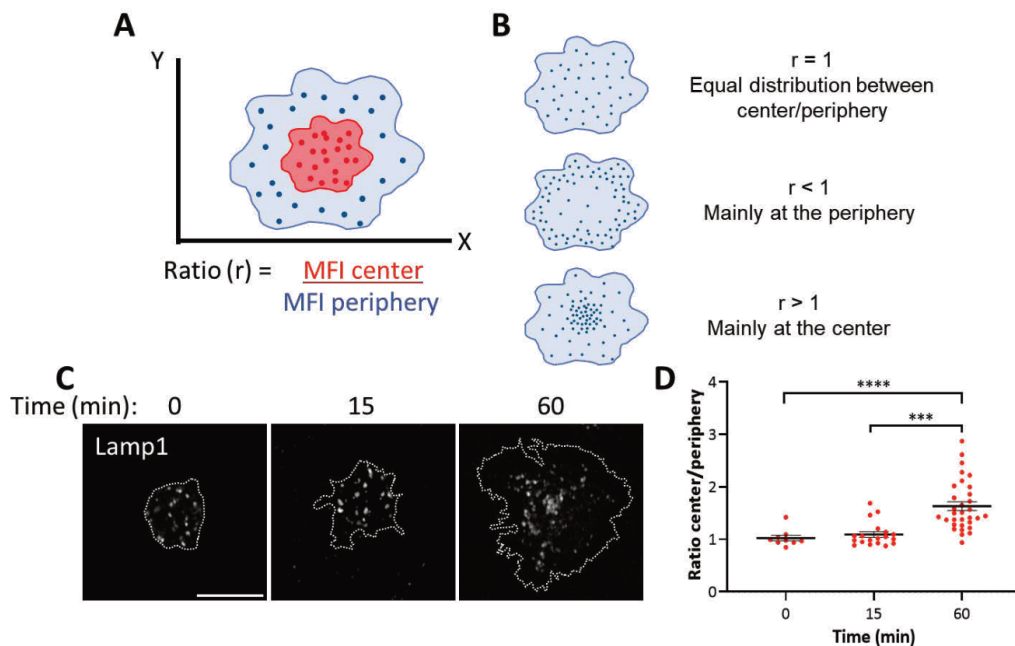 A
Y
X
Ratio (r) = MFI center
MFI periphery
B
r = 1
Equal distribution between
center/periphery
r < 1
Mainly at the periphery
r > 1
Mainly at the center
C
Time (min): 0 15 60
Lamp1
D
Ratio center/periphery
4
3
2
1
0
****
***
0 15 60
Time (min)